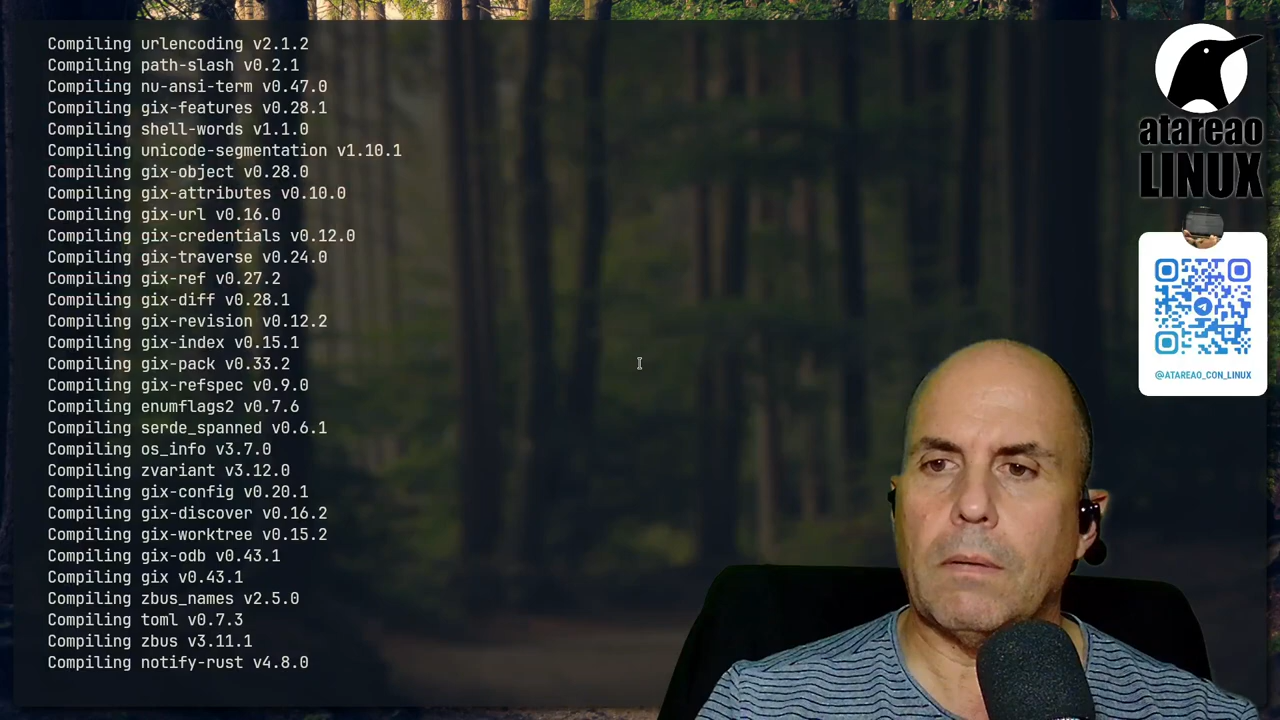 Compiling urlencoding v2.1.2
Compiling path-slash v0.2.1
Compiling nu-ansi-term v0.47.0
Compiling gix-features v0.28.1
Compiling shell-words v1.1.0
Compiling unicode-segmentation v1.10.1
Compiling gix-object v0.28.0
Compiling gix-attributes v0.10.0
Compiling gix-url v0.16.0
Compiling gix-credentials v0.12.0
Compiling gix-traverse v0.24.0
Compiling gix-ref v0.27.2
Compiling gix-diff v0.28.1
Compiling gix-revision v0.12.2
Compiling gix-index v0.15.1
Compiling gix-pack v0.33.2
Compiling gix-refspec v0.9.0
Compiling enumflags2 v0.7.6
Compiling serde_spanned v0.6.1
Compiling os_info v3.7.0
Compiling zvariant v3.12.0
Compiling gix-config v0.20.1
Compiling gix-discover v0.16.2
Compiling gix-worktree v0.15.2
Compiling gix-odb v0.43.1
Compiling gix v0.43.1
Compiling zbus_names v2.5.0
Compiling toml v0.7.3
Compiling zbus v3.11.1
Compiling notify-rust v4.8.0
atareao
LINUX
@ATAREAO_CON_LINUX